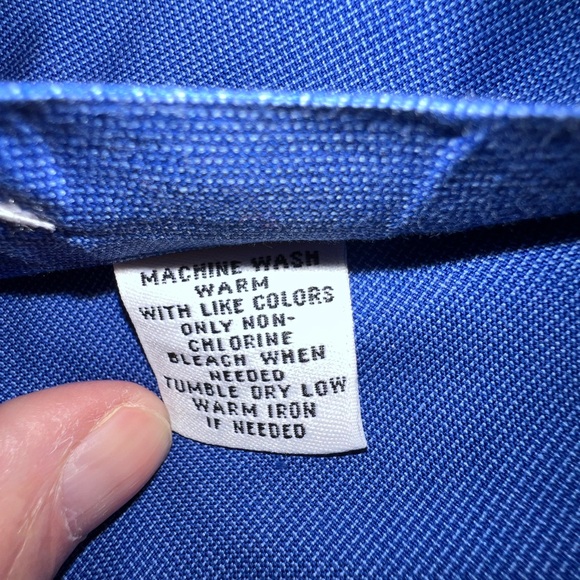 MACHINE WASH
WARM
WITH LIKE COLORS
ONLY NON-
CHLORINE
BLEACH WHEN
NEEDED
TUMBLE DRY LOW
WARM IRON
IF NEEDED